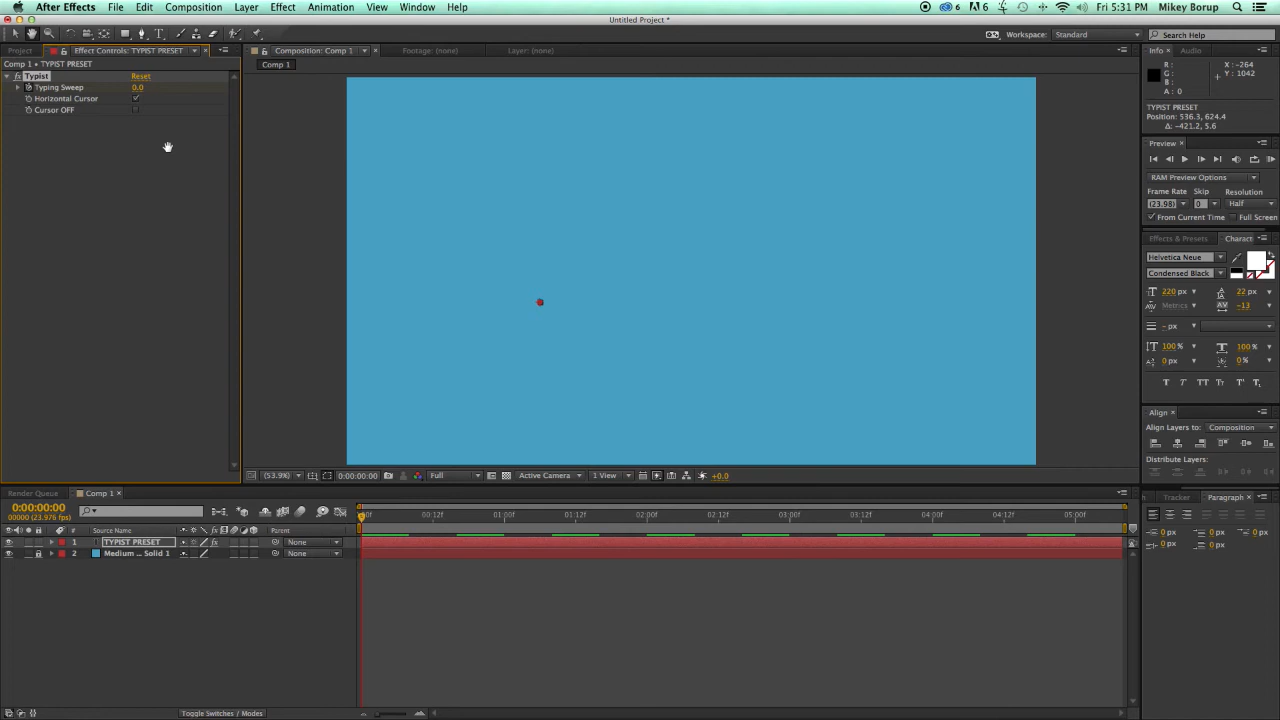 After Effects File Edit Composition Layer Effect Animation View Window Help 6 6 Fri 5:31 PM Mikey Borup
Untitled Project *
Workspace: Standard Search Help
Project Effect Controls: TYPIST PRESET Composition: Comp 1 Footage: (none) Layer: (none) Info Audio
Comp 1 • TYPIST PRESET Comp 1
Typist Reset
Typing Sweep 0.0
Horizontal Cursor
Cursor OFF
R: X: -264
G: Y: 1042
B:
A: 0
TYPIST PRESET
Position: 536.3, 624.4
Δ: -421.2, 5.6
Preview
RAM Preview Options
Frame Rate Skip Resolution
(23.98) 0 Half
From Current Time Full Screen
Effects & Presets Charact
Helvetica Neue
Condensed Black
220 px 22 px
Metrics -13
- px
100 % 100 %
0 px 0 %
T T TT Tт T' T,
Align
Align Layers to: Composition
Distribute Layers:
(53.9%) 0:00:00:00 Full Active Camera 1 View +0.0
Render Queue Comp 1 Tracker Paragraph
0:00:00:00
00000 (23.976 fps)
00f 00:12f 01:00f 01:12f 02:00f 02:12f 03:00f 03:12f 04:00f 04:12f 05:00f
# Source Name Parent
1 T TYPIST PRESET fx None
2 Medium ... Solid 1 None
0 px 0 px 0 px
0 px 0 px
Toggle Switches / Modes